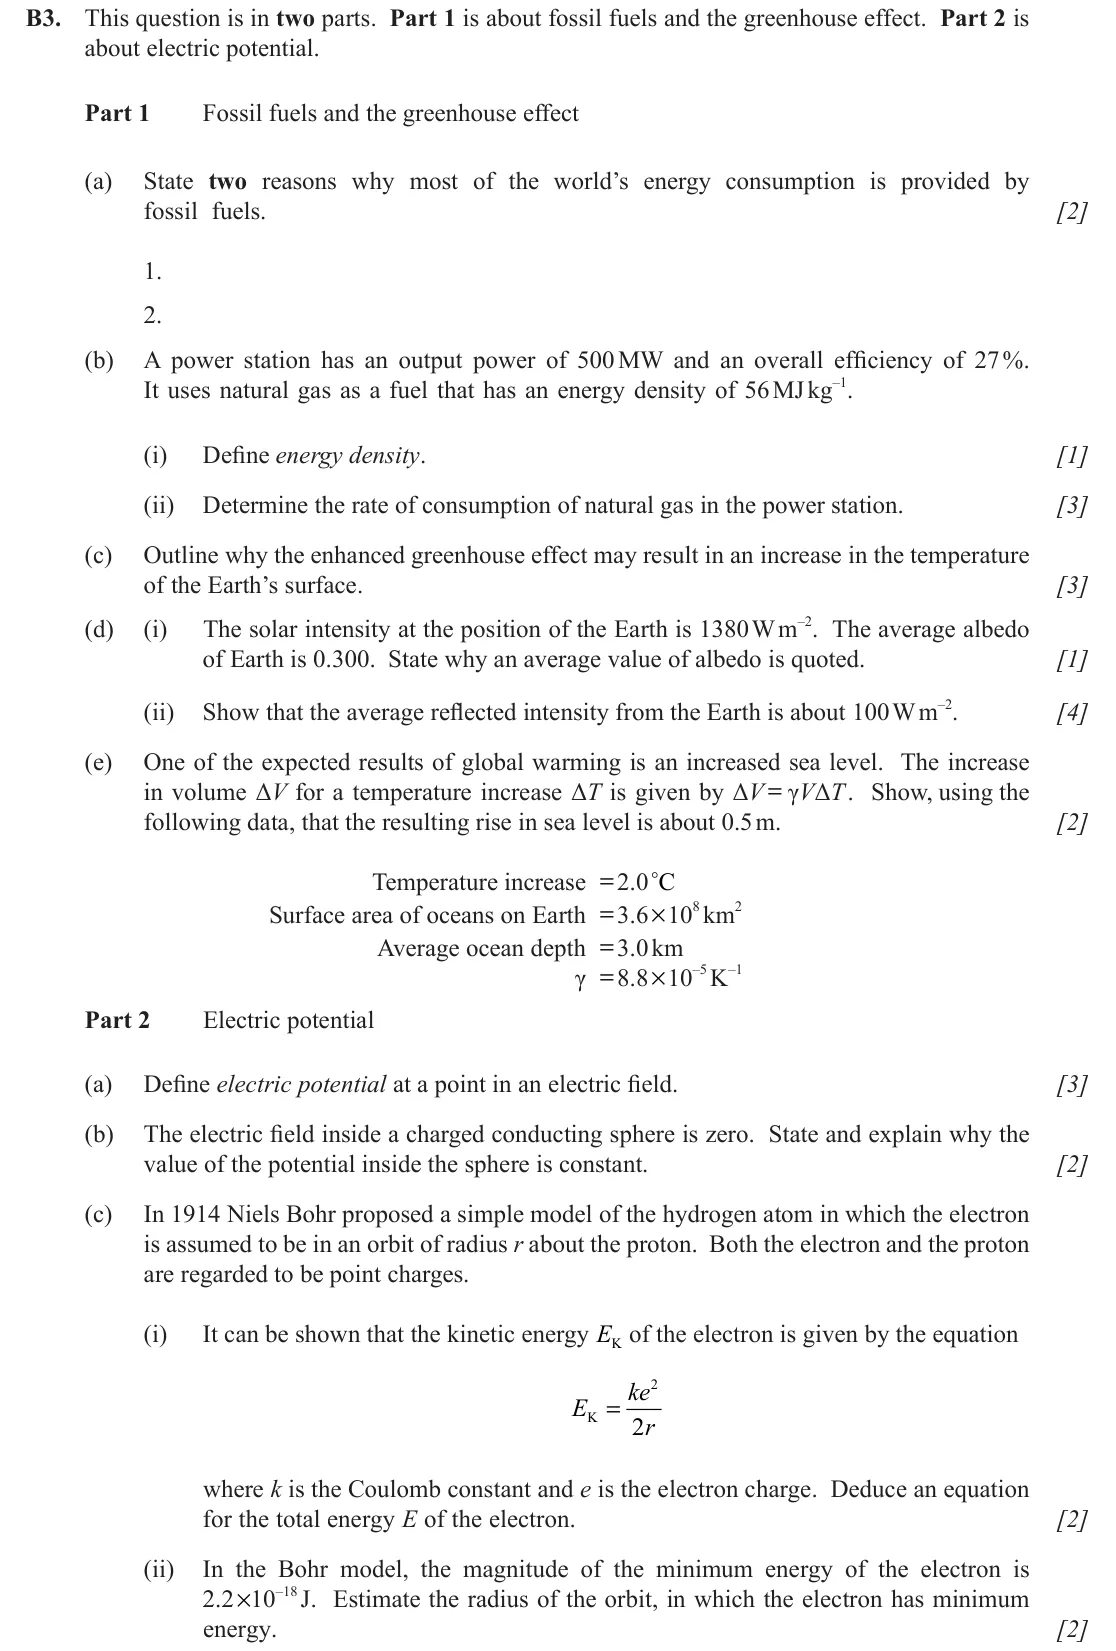 B3. This question is in two parts. Part 1 is about fossil fuels and the greenhouse effect. Part 2 is
about electric potential.
Part 1 Fossil fuels and the greenhouse effect
(a) State two reasons why most of the world's energy consumption is provided by
fossil fuels. [2]
1.
2.
(b) A power station has an output power of 500 MW and an overall efficiency of 27 %.
It uses natural gas as a fuel that has an energy density of 56 MJ kg⁻¹.
(i) Define energy density. [1]
(ii) Determine the rate of consumption of natural gas in the power station. [3]
(c) Outline why the enhanced greenhouse effect may result in an increase in the temperature
of the Earth's surface. [3]
(d) (i) The solar intensity at the position of the Earth is 1380 W m⁻². The average albedo
of Earth is 0.300. State why an average value of albedo is quoted. [1]
(ii) Show that the average reflected intensity from the Earth is about 100 W m⁻². [4]
(e) One of the expected results of global warming is an increased sea level. The increase
in volume ΔV for a temperature increase ΔT is given by ΔV = γVΔT. Show, using the
following data, that the resulting rise in sea level is about 0.5 m. [2]
Temperature increase = 2.0 °C
Surface area of oceans on Earth = 3.6 × 10⁸ km²
Average ocean depth = 3.0 km
γ = 8.8 × 10⁻⁵ K⁻¹
Part 2 Electric potential
(a) Define electric potential at a point in an electric field. [3]
(b) The electric field inside a charged conducting sphere is zero. State and explain why the
value of the potential inside the sphere is constant. [2]
(c) In 1914 Niels Bohr proposed a simple model of the hydrogen atom in which the electron
is assumed to be in an orbit of radius r about the proton. Both the electron and the proton
are regarded to be point charges.
(i) It can be shown that the kinetic energy E_K of the electron is given by the equation
E_K = ke²/2r
where k is the Coulomb constant and e is the electron charge. Deduce an equation
for the total energy E of the electron. [2]
(ii) In the Bohr model, the magnitude of the minimum energy of the electron is
2.2 × 10⁻¹⁸ J. Estimate the radius of the orbit, in which the electron has minimum
energy. [2]